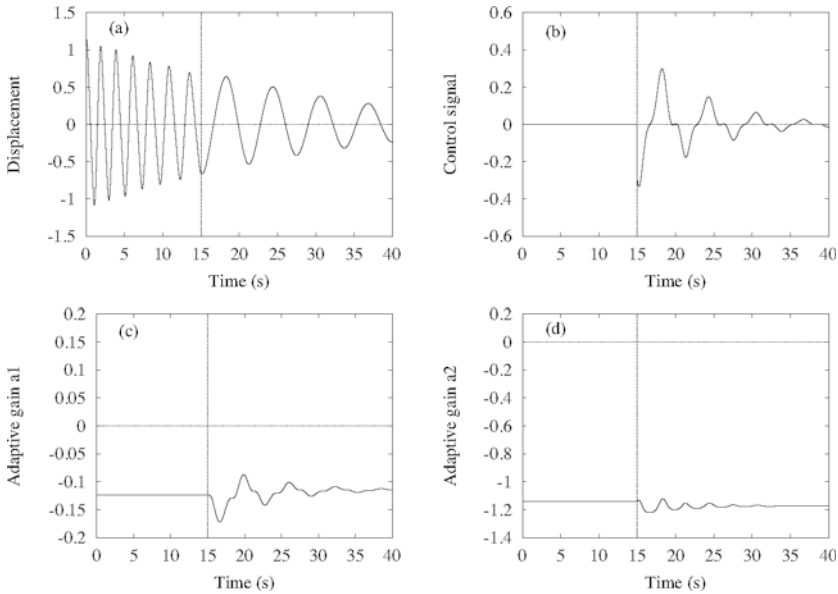 (a)
Displacement
1.5
1
0.5
0
-0.5
-1
-1.5
0 5 10 15 20 25 30 35 40
Time (s)
(b)
Control signal
0.6
0.4
0.2
0
-0.2
-0.4
-0.6
0 5 10 15 20 25 30 35 40
Time (s)
(c)
Adaptive gain a1
0.2
0.15
0.1
0.05
0
-0.05
-0.1
-0.15
-0.2
0 5 10 15 20 25 30 35 40
Time (s)
(d)
Adaptive gain a2
0.2
0
-0.2
-0.4
-0.6
-0.8
-1
-1.2
-1.4
0 5 10 15 20 25 30 35 40
Time (s)